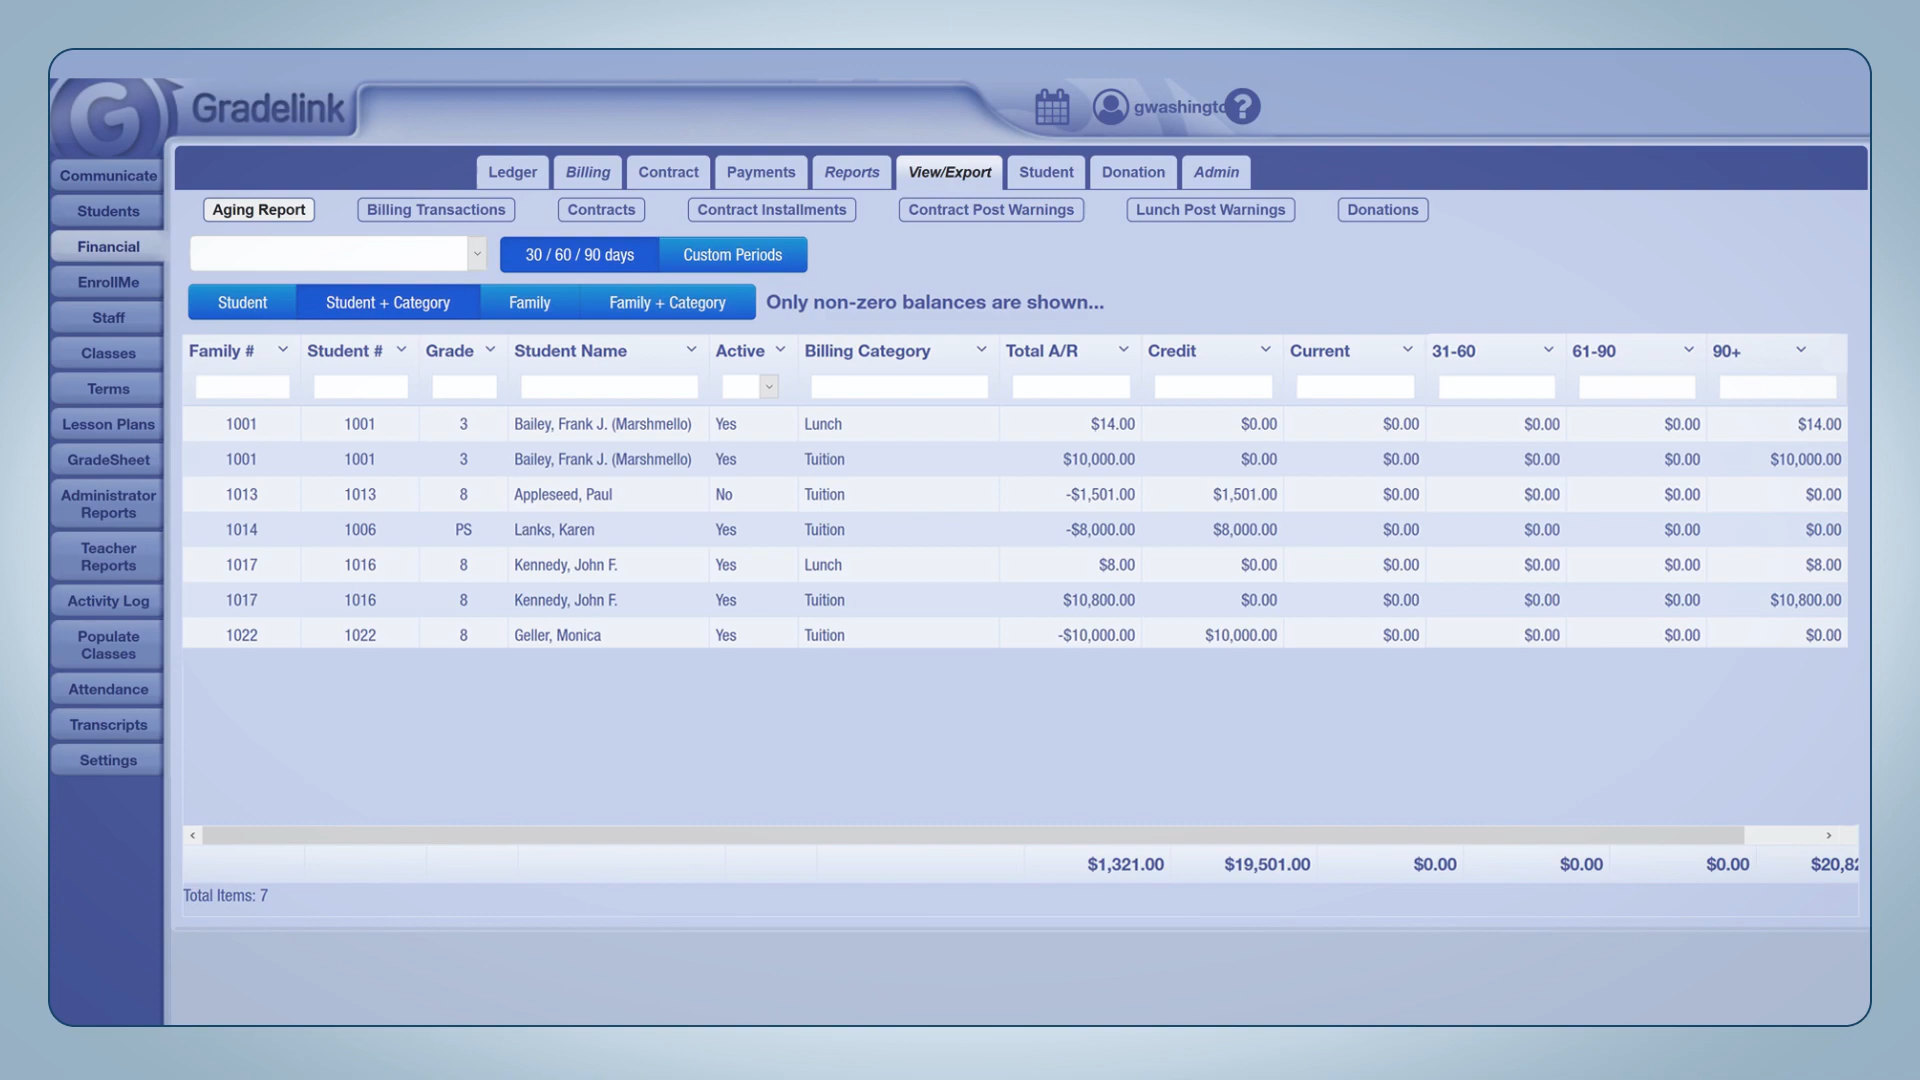 G Gradelink
gwashingto ?
Ledger Billing Contract Payments Reports View/Export Student Donation Admin
Aging Report Billing Transactions Contracts Contract Installments Contract Post Warnings Lunch Post Warnings Donations
30 / 60 / 90 days Custom Periods
Student Student + Category Family Family + Category Only non-zero balances are shown...
Communicate
Students
Financial
EnrollMe
Staff
Classes
Terms
Lesson Plans
GradeSheet
Administrator
Reports
Teacher
Reports
Activity Log
Populate
Classes
Attendance
Transcripts
Settings
Family # Student # Grade Student Name Active Billing Category Total A/R Credit Current 31-60 61-90 90+
1001 1001 3 Bailey, Frank J. (Marshmello) Yes Lunch $14.00 $0.00 $0.00 $0.00 $0.00 $14.00
1001 1001 3 Bailey, Frank J. (Marshmello) Yes Tuition $10,000.00 $0.00 $0.00 $0.00 $0.00 $10,000.00
1013 1013 8 Appleseed, Paul No Tuition -$1,501.00 $1,501.00 $0.00 $0.00 $0.00 $0.00
1014 1006 PS Lanks, Karen Yes Tuition -$8,000.00 $8,000.00 $0.00 $0.00 $0.00 $0.00
1017 1016 8 Kennedy, John F. Yes Lunch $8.00 $0.00 $0.00 $0.00 $0.00 $8.00
1017 1016 8 Kennedy, John F. Yes Tuition $10,800.00 $0.00 $0.00 $0.00 $0.00 $10,800.00
1022 1022 8 Geller, Monica Yes Tuition -$10,000.00 $10,000.00 $0.00 $0.00 $0.00 $0.00
$1,321.00 $19,501.00 $0.00 $0.00 $0.00 $20,82
Total Items: 7